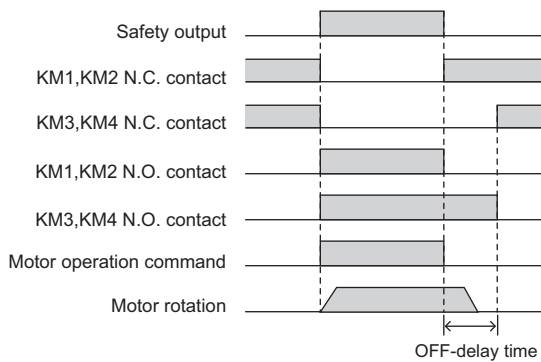 Safety output
KM1,KM2 N.C. contact
KM3,KM4 N.C. contact
KM1,KM2 N.O. contact
KM3,KM4 N.O. contact
Motor operation command
Motor rotation
OFF-delay time